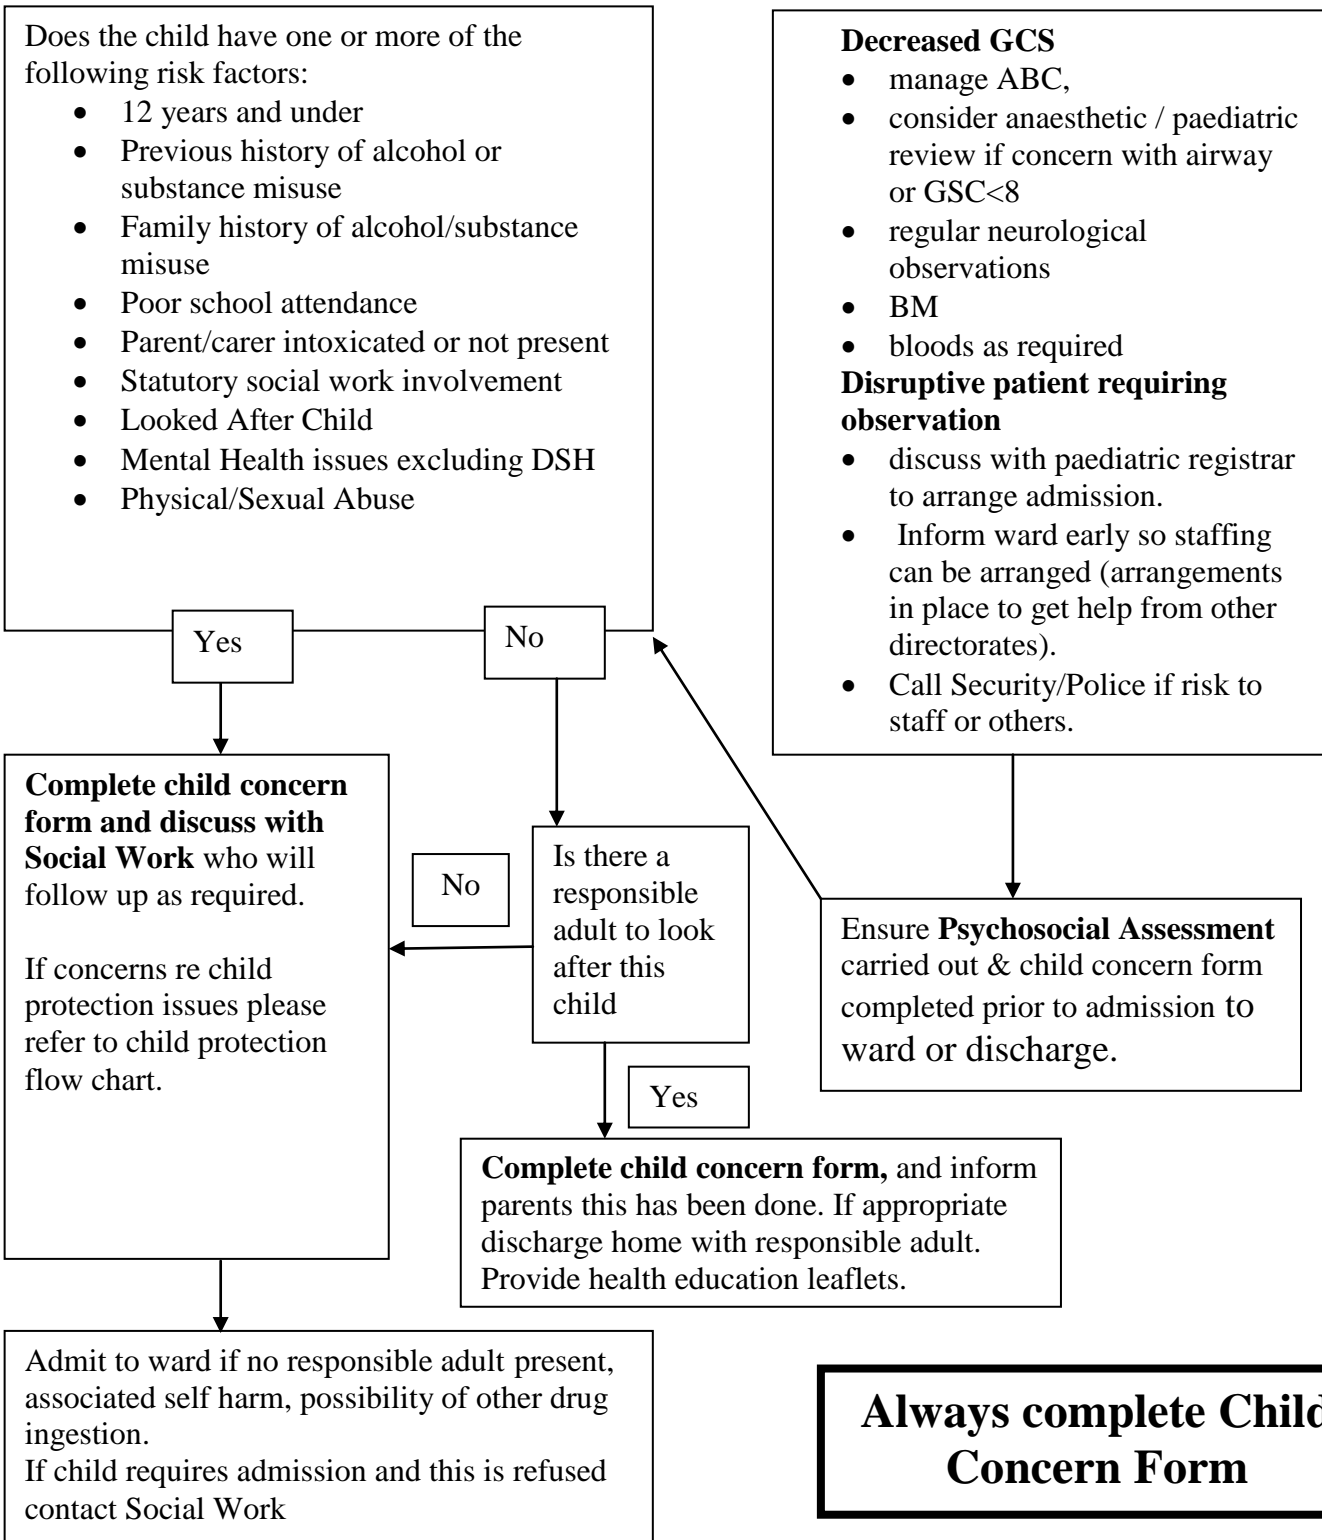 Does the child have one or more of the
following risk factors:
• 12 years and under
• Previous history of alcohol or
substance misuse
• Family history of alcohol/substance
misuse
• Poor school attendance
• Parent/carer intoxicated or not present
• Statutory social work involvement
• Looked After Child
• Mental Health issues excluding DSH
• Physical/Sexual Abuse
Yes
No
Decreased GCS
• manage ABC,
• consider anaesthetic / paediatric
review if concern with airway
or GSC<8
• regular neurological
observations
• BM
• bloods as required
Disruptive patient requiring
observation
• discuss with paediatric registrar
to arrange admission.
• Inform ward early so staffing
can be arranged (arrangements
in place to get help from other
directorates).
• Call Security/Police if risk to
staff or others.
Complete child concern
form and discuss with
Social Work who will
follow up as required.
If concerns re child
protection issues please
refer to child protection
flow chart.
No
Is there a
responsible
adult to look
after this
child
Yes
Ensure Psychosocial Assessment
carried out & child concern form
completed prior to admission to
ward or discharge.
Complete child concern form, and inform
parents this has been done. If appropriate
discharge home with responsible adult.
Provide health education leaflets.
Admit to ward if no responsible adult present,
associated self harm, possibility of other drug
ingestion.
If child requires admission and this is refused
contact Social Work
Always complete Child
Concern Form